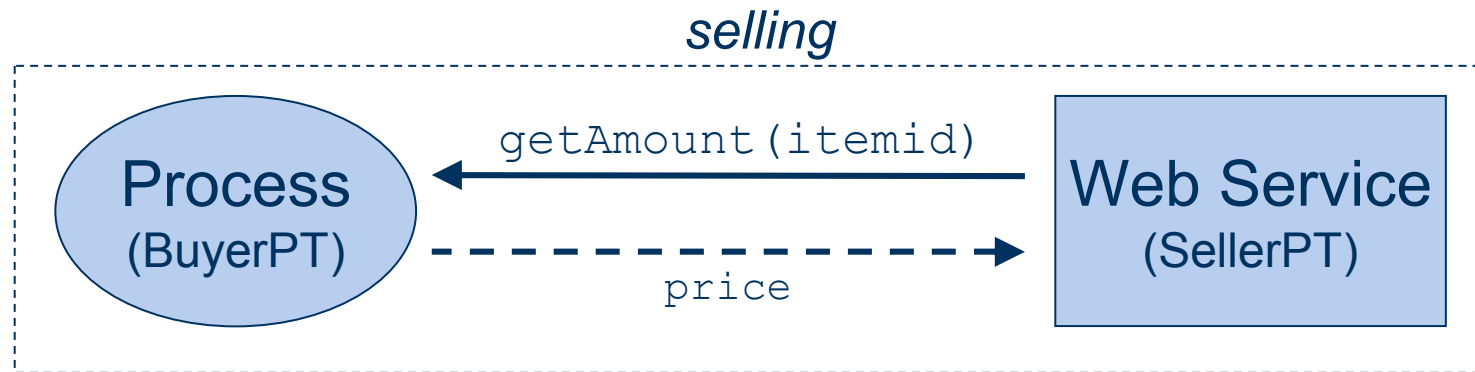 selling
getAmount(itemid)
Process
(BuyerPT)
Web Service
(SellerPT)
price